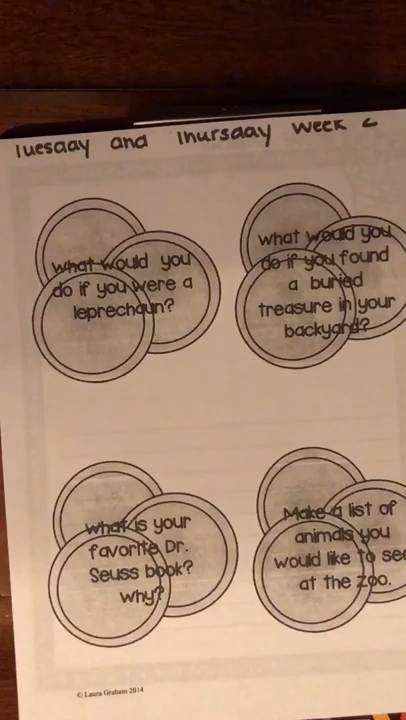 Tuesday and Thursday Week 2
What would you
do if you were a
leprechaun?
What would you
do if you found
a buried
treasure in your
backyard?
What is your
favorite Dr.
Seuss book?
Why?
Make a list of
animals you
would like to see
at the zoo.
© Laura Graham 2014